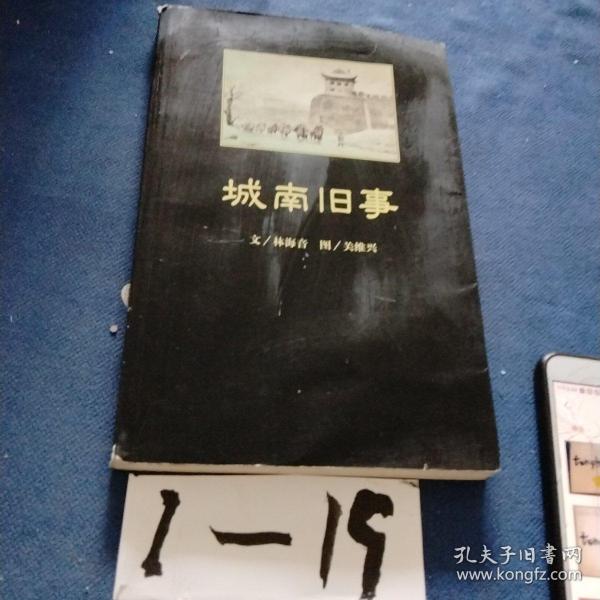 城南旧事
文/林海音 图/关维兴
1—19
孔夫子旧书网
www.kongfz.com